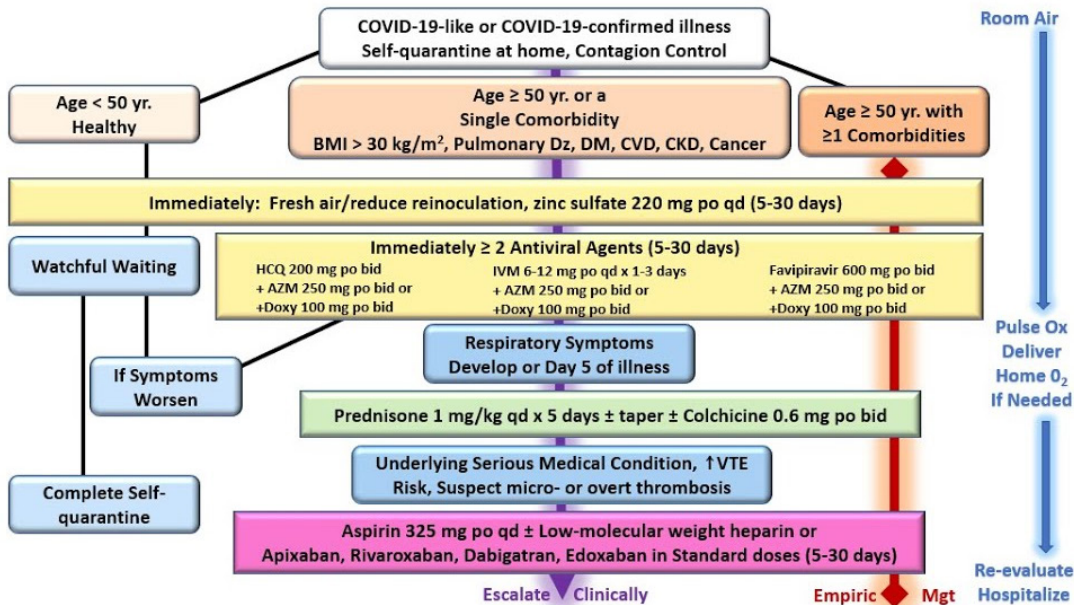 COVID-19-like or COVID-19-confirmed illness
Self-quarantine at home, Contagion Control
Room Air
Age < 50 yr.
Healthy
Age ≥ 50 yr. or a
Single Comorbidity
BMI > 30 kg/m², Pulmonary Dz, DM, CVD, CKD, Cancer
Age ≥ 50 yr. with
≥1 Comorbidities
Immediately: Fresh air/reduce reinoculation, zinc sulfate 220 mg po qd (5-30 days)
Watchful Waiting
Immediately ≥ 2 Antiviral Agents (5-30 days)
HCQ 200 mg po bid
+ AZM 250 mg po bid or
+Doxy 100 mg po bid
IVM 6-12 mg po qd x 1-3 days
+ AZM 250 mg po bid or
+Doxy 100 mg po bid
Favipiravir 600 mg po bid
+ AZM 250 mg po bid or
+Doxy 100 mg po bid
Pulse Ox
Deliver
Home 0₂
If Needed
If Symptoms
Worsen
Respiratory Symptoms
Develop or Day 5 of illness
Prednisone 1 mg/kg qd x 5 days ± taper ± Colchicine 0.6 mg po bid
Underlying Serious Medical Condition, ↑VTE
Risk, Suspect micro- or overt thrombosis
Complete Self-
quarantine
Aspirin 325 mg po qd ± Low-molecular weight heparin or
Apixaban, Rivaroxaban, Dabigatran, Edoxaban in Standard doses (5-30 days)
Escalate Clinically
Empiric Mgt
Re-evaluate
Hospitalize